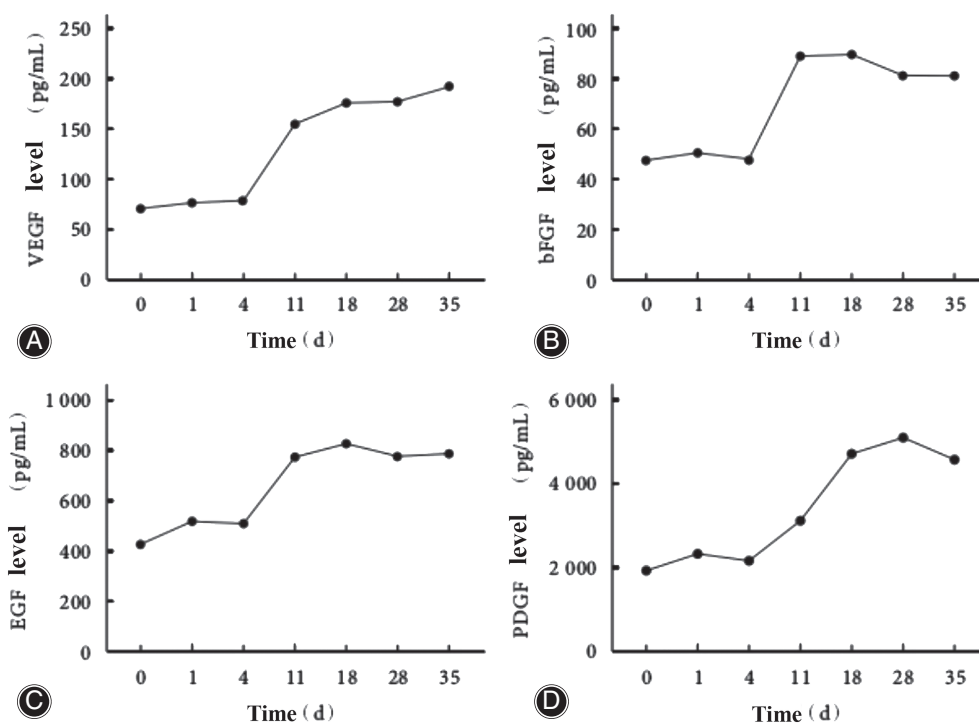 250
200
150
100
50
0
VEGF level (pg/mL)
0 1 4 11 18 28 35
Time (d)
A
100
80
60
40
20
0
bFGF level (pg/mL)
0 1 4 11 18 28 35
Time (d)
B
1 000
800
600
400
200
0
EGF level (pg/mL)
0 1 4 11 18 28 35
Time (d)
C
6 000
4 000
2 000
0
PDGF level (pg/mL)
0 1 4 11 18 28 35
Time (d)
D